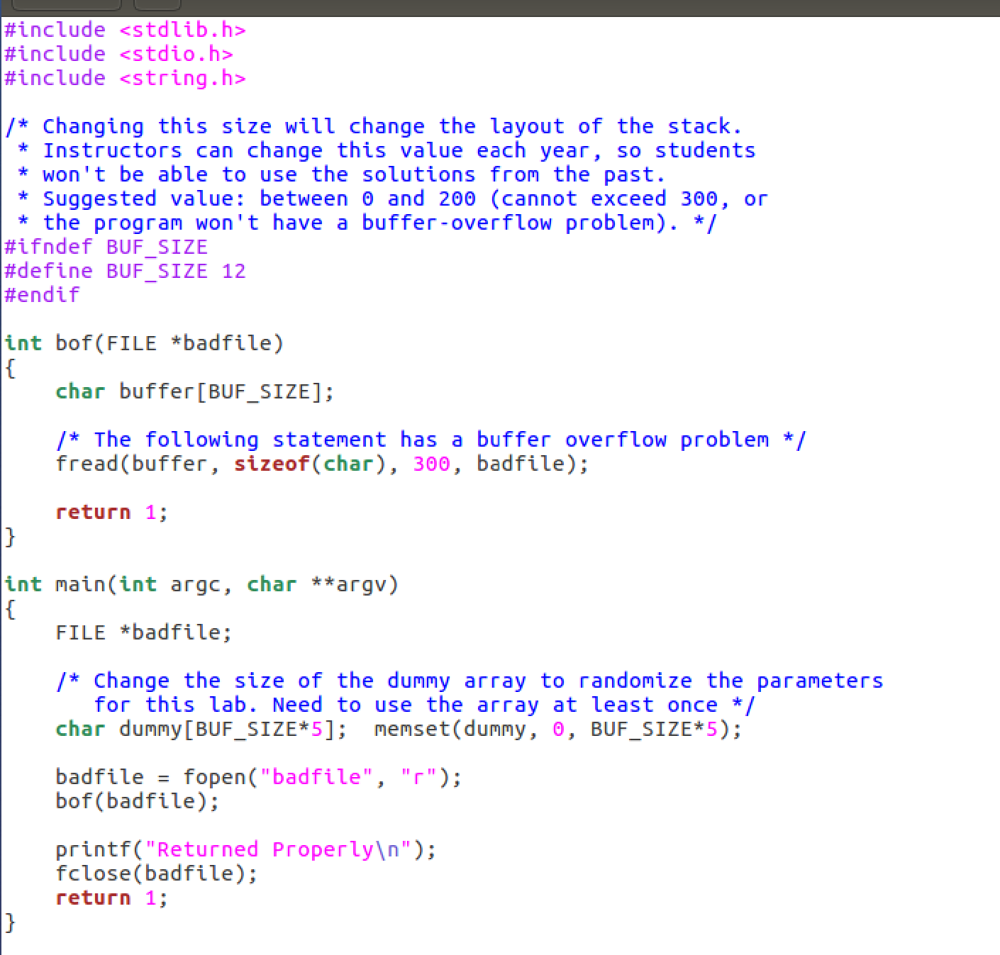 #include <stdlib.h>
#include <stdio.h>
#include <string.h>
/* Changing this size will change the layout of the stack.
 * Instructors can change this value each year, so students
 * won't be able to use the solutions from the past.
 * Suggested value: between 0 and 200 (cannot exceed 300, or
 * the program won't have a buffer-overflow problem). */
#ifndef BUF_SIZE
#define BUF_SIZE 12
#endif
int bof(FILE *badfile)
{
    char buffer[BUF_SIZE];
    /* The following statement has a buffer overflow problem */
    fread(buffer, sizeof(char), 300, badfile);
    return 1;
}
int main(int argc, char **argv)
{
    FILE *badfile;
    /* Change the size of the dummy array to randomize the parameters
       for this lab. Need to use the array at least once */
    char dummy[BUF_SIZE*5];  memset(dummy, 0, BUF_SIZE*5);
    badfile = fopen("badfile", "r");
    bof(badfile);
    printf("Returned Properly\n");
    fclose(badfile);
    return 1;
}